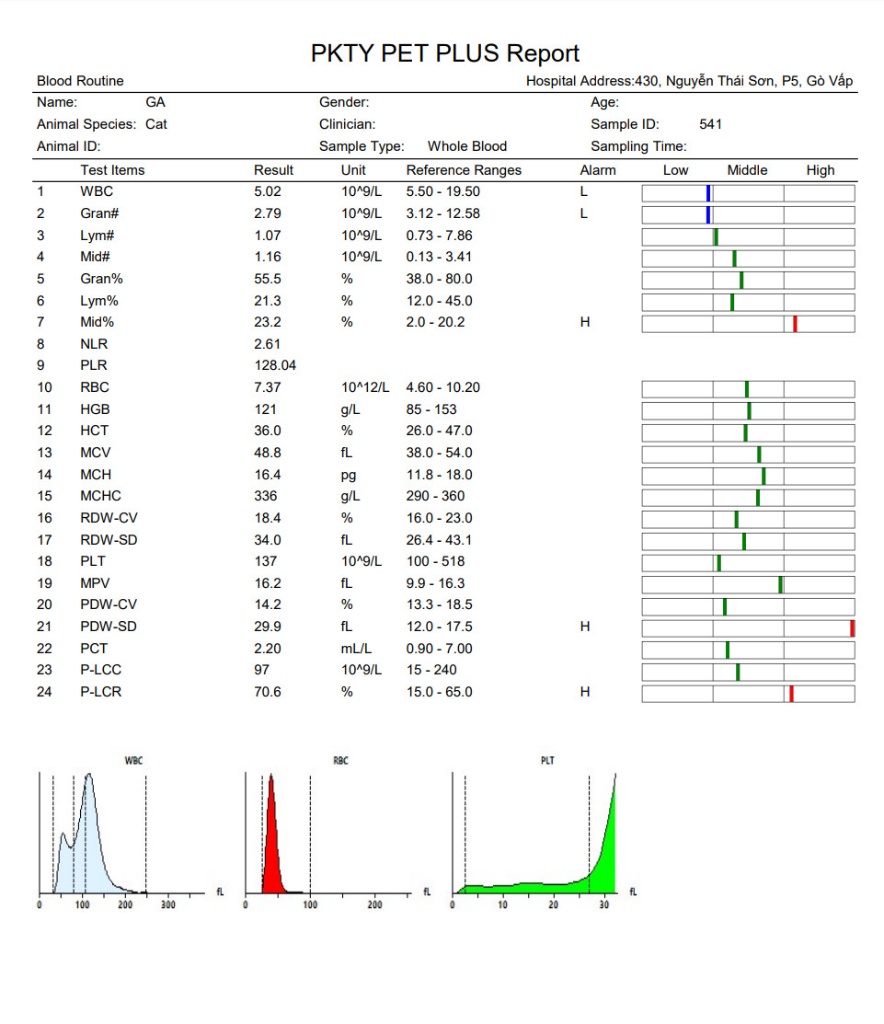 PKTY PET PLUS Report
Blood Routine Hospital Address:430, Nguyễn Thái Sơn, P5, Gò Vấp
Name: GA Gender: Age:
Animal Species: Cat Clinician: Sample ID: 541
Animal ID: Sample Type: Whole Blood Sampling Time:
Test Items Result Unit Reference Ranges Alarm Low Middle High
1 WBC 5.02 10^9/L 5.50 - 19.50 L
2 Gran# 2.79 10^9/L 3.12 - 12.58 L
3 Lym# 1.07 10^9/L 0.73 - 7.86
4 Mid# 1.16 10^9/L 0.13 - 3.41
5 Gran% 55.5 % 38.0 - 80.0
6 Lym% 21.3 % 12.0 - 45.0
7 Mid% 23.2 % 2.0 - 20.2 H
8 NLR 2.61
9 PLR 128.04
10 RBC 7.37 10^12/L 4.60 - 10.20
11 HGB 121 g/L 85 - 153
12 HCT 36.0 % 26.0 - 47.0
13 MCV 48.8 fL 38.0 - 54.0
14 MCH 16.4 pg 11.8 - 18.0
15 MCHC 336 g/L 290 - 360
16 RDW-CV 18.4 % 16.0 - 23.0
17 RDW-SD 34.0 fL 26.4 - 43.1
18 PLT 137 10^9/L 100 - 518
19 MPV 16.2 fL 9.9 - 16.3
20 PDW-CV 14.2 % 13.3 - 18.5
21 PDW-SD 29.9 fL 12.0 - 17.5 H
22 PCT 2.20 mL/L 0.90 - 7.00
23 P-LCC 97 10^9/L 15 - 240
24 P-LCR 70.6 % 15.0 - 65.0 H
WBC RBC PLT
fL fL fL
0 100 200 300 0 100 200 0 10 20 30